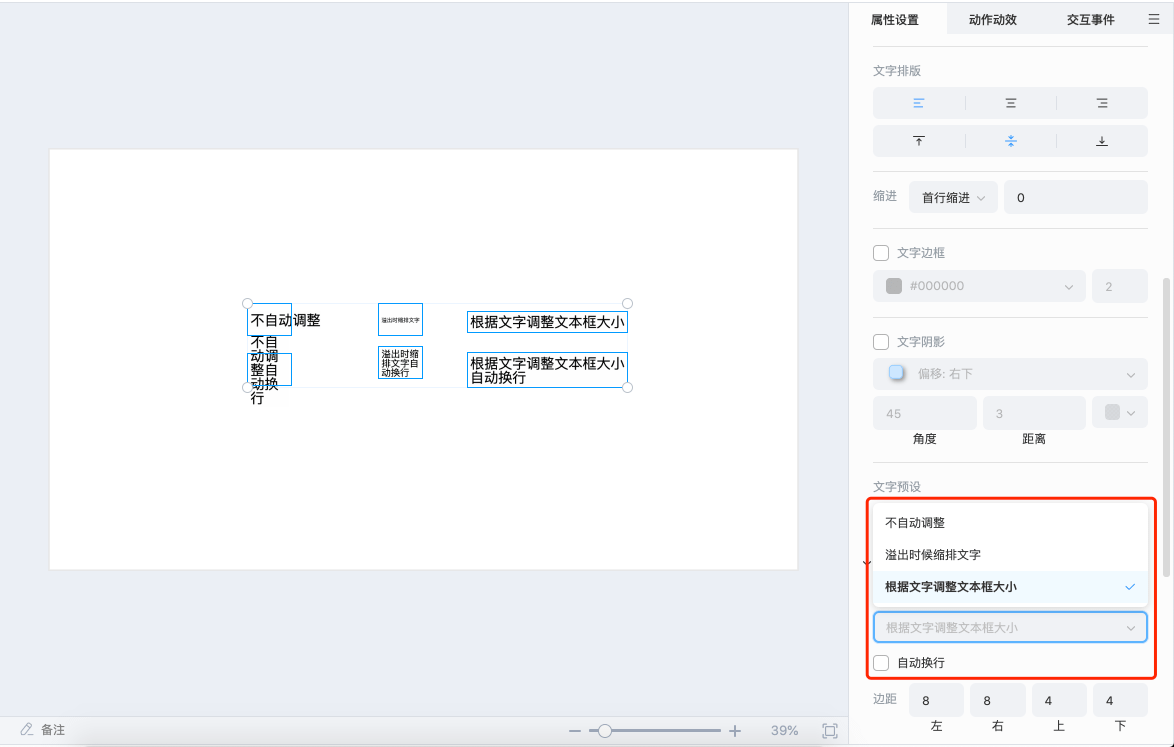 属性设置
动作动效
交互事件
文字排版
缩进
首行缩进
0
文字边框
#000000
2
文字阴影
偏移: 右下
45
3
角度
距离
文字预设
不自动调整
溢出时候缩排文字
根据文字调整文本框大小
根据文字调整文本框大小
自动换行
边距
8
8
4
4
左
右
上
下
不自动调整
不自
动调
整自
动换
行
溢出时缩排文字
溢出时缩
排文字自
动换行
根据文字调整文本框大小
根据文字调整文本框大小
自动换行
备注
39%